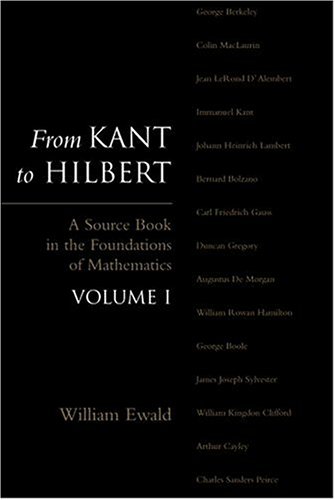 From KANT
to HILBERT
A Source Book
in the Foundations
of Mathematics
VOLUME I
William Ewald
George Berkeley
Colin MacLaurin
Jean LeRond D'Alembert
Immanuel Kant
Johann Heinrich Lambert
Bernard Bolzano
Carl Friedrich Gauss
Duncan Gregory
Augustus De Morgan
William Rowan Hamilton
George Boole
James Joseph Sylvester
William Kingdon Clifford
Arthur Cayley
Charles Sanders Peirce